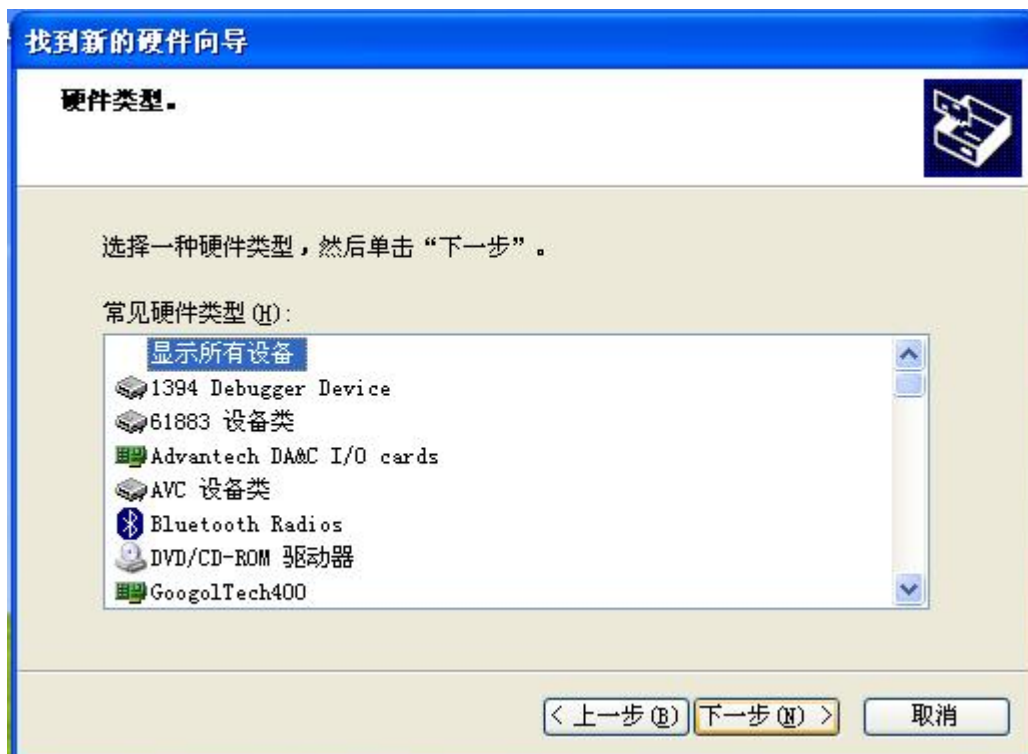 找到新的硬件向导
硬件类型。
选择一种硬件类型，然后单击“下一步”。
常见硬件类型(H):
显示所有设备
1394 Debugger Device
61883 设备类
Advantech DA&C I/O cards
AVC 设备类
Bluetooth Radios
DVD/CD-ROM 驱动器
GoogolTech400
< 上一步(B) 下一步(N) > 取消